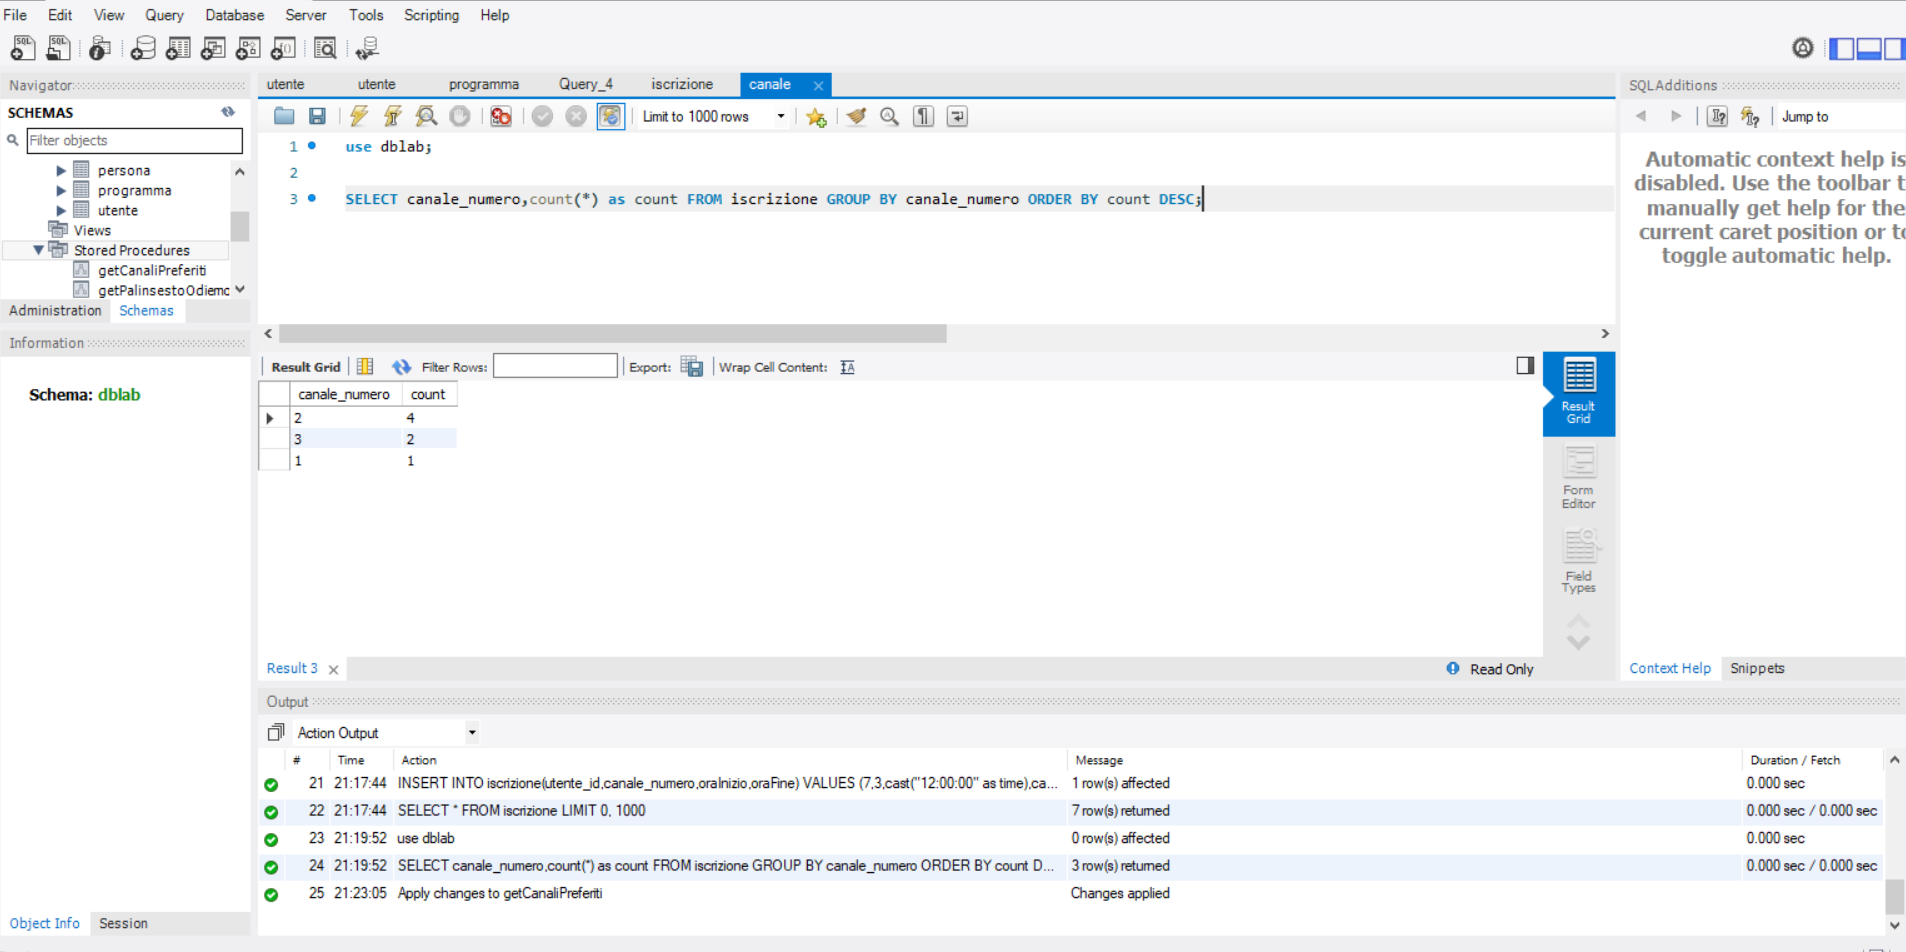 File Edit View Query Database Server Tools Scripting Help
Navigator
SCHEMAS
Filter objects
persona
programma
utente
Views
Stored Procedures
getCanaliPreferiti
getPalinsestoOdierno
Administration Schemas
Information
Schema: dblab
Object Info Session
utente utente programma Query_4 iscrizione canale
Limit to 1000 rows
1 use dblab;
2
3 SELECT canale_numero,count(*) as count FROM iscrizione GROUP BY canale_numero ORDER BY count DESC;
Result Grid Filter Rows: Export: Wrap Cell Content:
canale_numero count
2 4
3 2
1 1
Result Grid
Form Editor
Field Types
Result 3
Read Only
SQLAdditions
Jump to
Automatic context help is
disabled. Use the toolbar t
manually get help for the
current caret position or to
toggle automatic help.
Context Help Snippets
Output
Action Output
# Time Action Message Duration / Fetch
21 21:17:44 INSERT INTO iscrizione(utente_id,canale_numero,oraInizio,oraFine) VALUES (7,3,cast("12:00:00" as time),ca... 1 row(s) affected 0.000 sec
22 21:17:44 SELECT * FROM iscrizione LIMIT 0, 1000 7 row(s) returned 0.000 sec / 0.000 sec
23 21:19:52 use dblab 0 row(s) affected 0.000 sec
24 21:19:52 SELECT canale_numero,count(*) as count FROM iscrizione GROUP BY canale_numero ORDER BY count D... 3 row(s) returned 0.000 sec / 0.000 sec
25 21:23:05 Apply changes to getCanaliPreferiti Changes applied